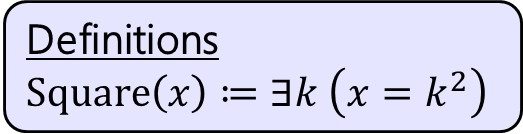 Definitions
Square(x) ≔ ∃k (x = k²)